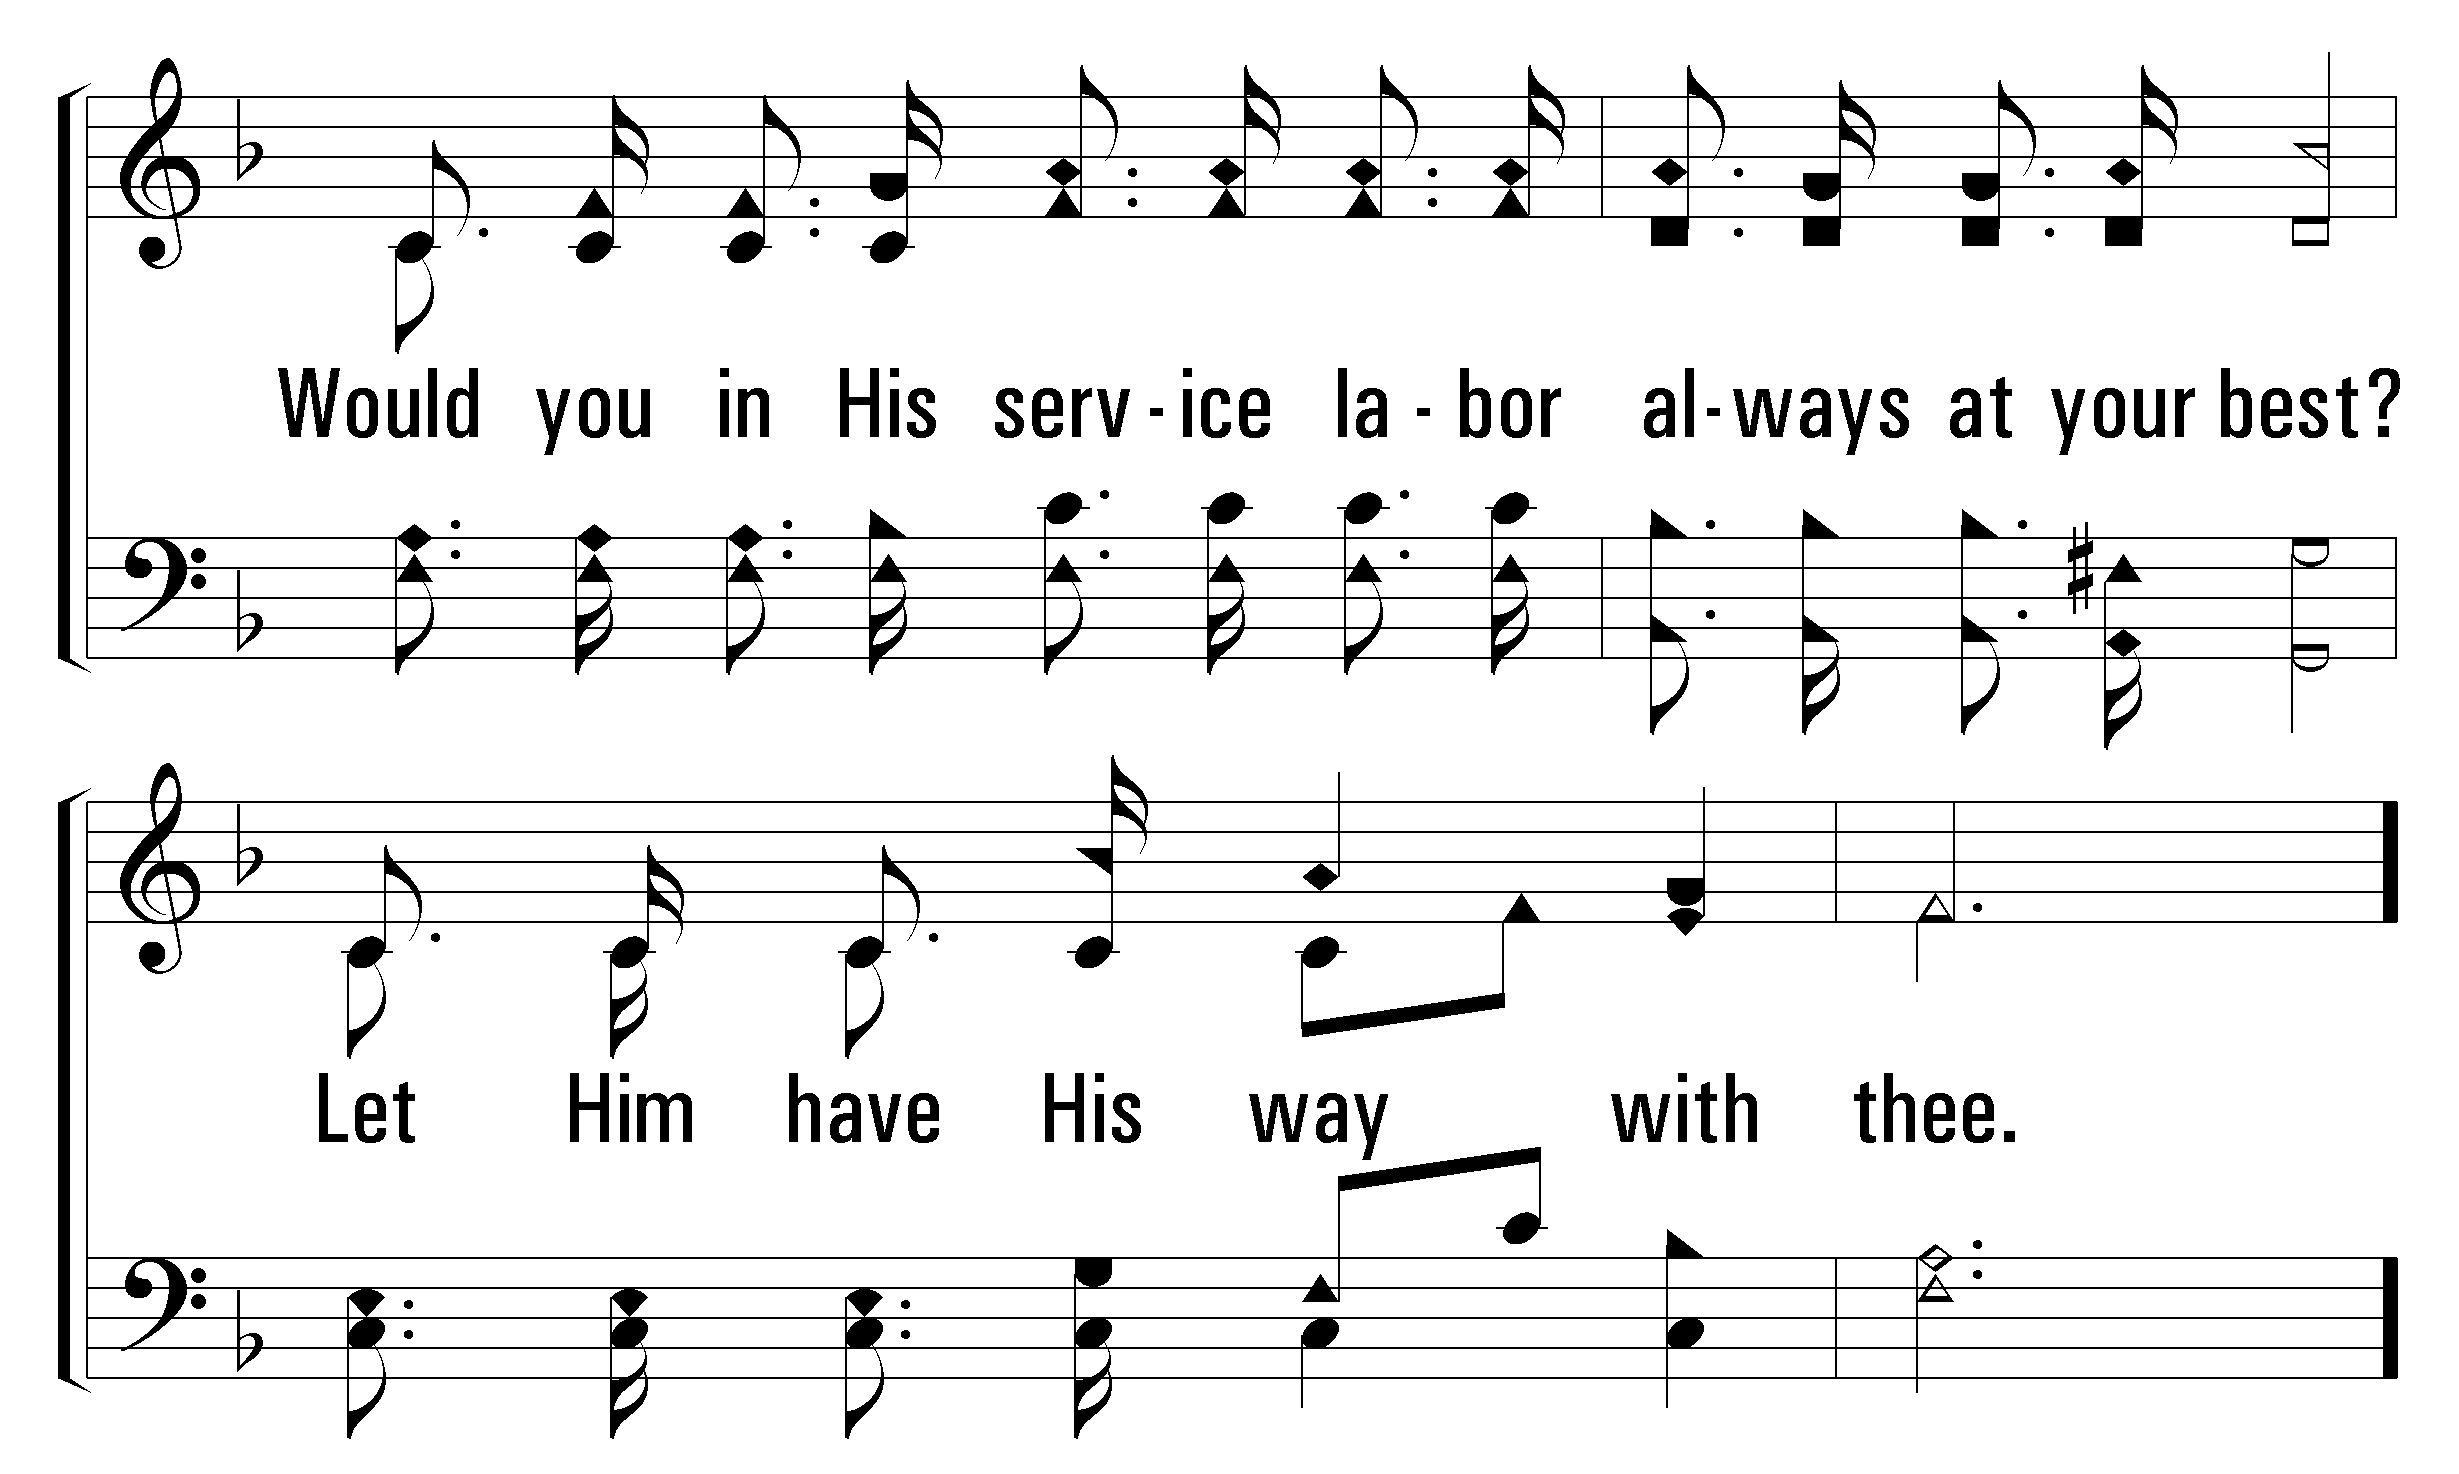 Would you in His serv - ice la - bor al - ways at your best?
Let Him have His way with thee.